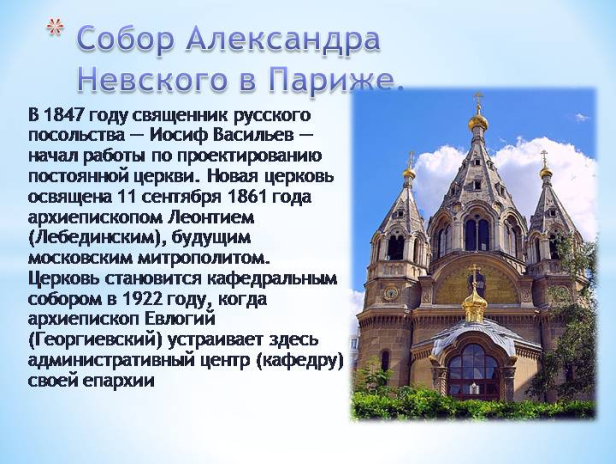 * Собор Александра
Невского в Париже.
В 1847 году священник русского
посольства — Иосиф Васильев —
начал работы по проектированию
постоянной церкви. Новая церковь
освящена 11 сентября 1861 года
архиепископом Леонтием
(Лебединским), будущим
московским митрополитом.
Церковь становится кафедральным
собором в 1922 году, когда
архиепископ Евлогий
(Георгиевский) устраивает здесь
административный центр (кафедру)
своей епархии